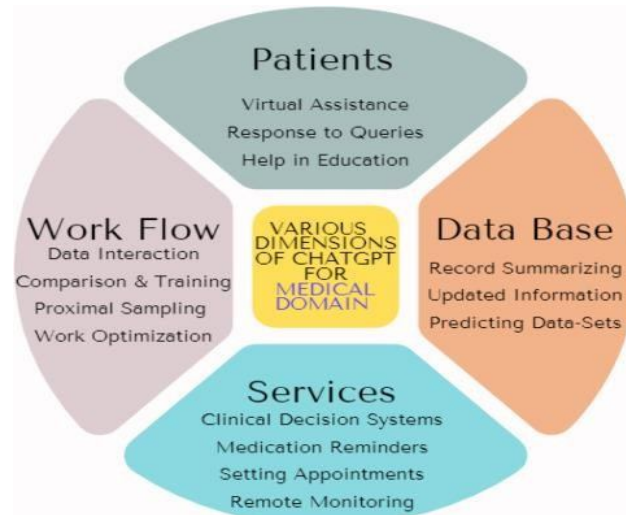 Patients
Virtual Assistance
Response to Queries
Help in Education
Work Flow
Data Interaction
Comparison & Training
Proximal Sampling
Work Optimization
VARIOUS
DIMENSIONS
OF CHATGPT
FOR
MEDICAL
DOMAIN
Data Base
Record Summarizing
Updated Information
Predicting Data-Sets
Services
Clinical Decision Systems
Medication Reminders
Setting Appointments
Remote Monitoring